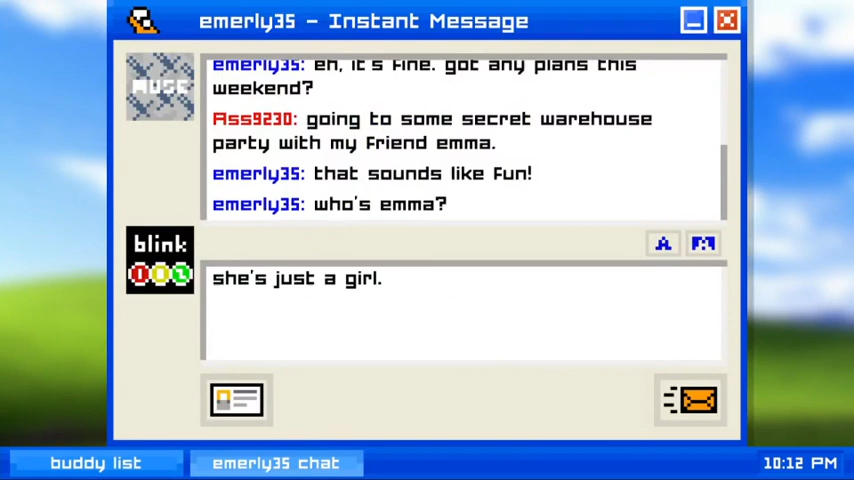 emerly35 - Instant Message
MUSE
emerly35: eh, it's fine. got any plans this
weekend?
Ass9230: going to some secret warehouse
party with my friend emma.
emerly35: that sounds like fun!
emerly35: who's emma?
blink
182
A
she's just a girl.
buddy list
emerly35 chat
10:12 PM